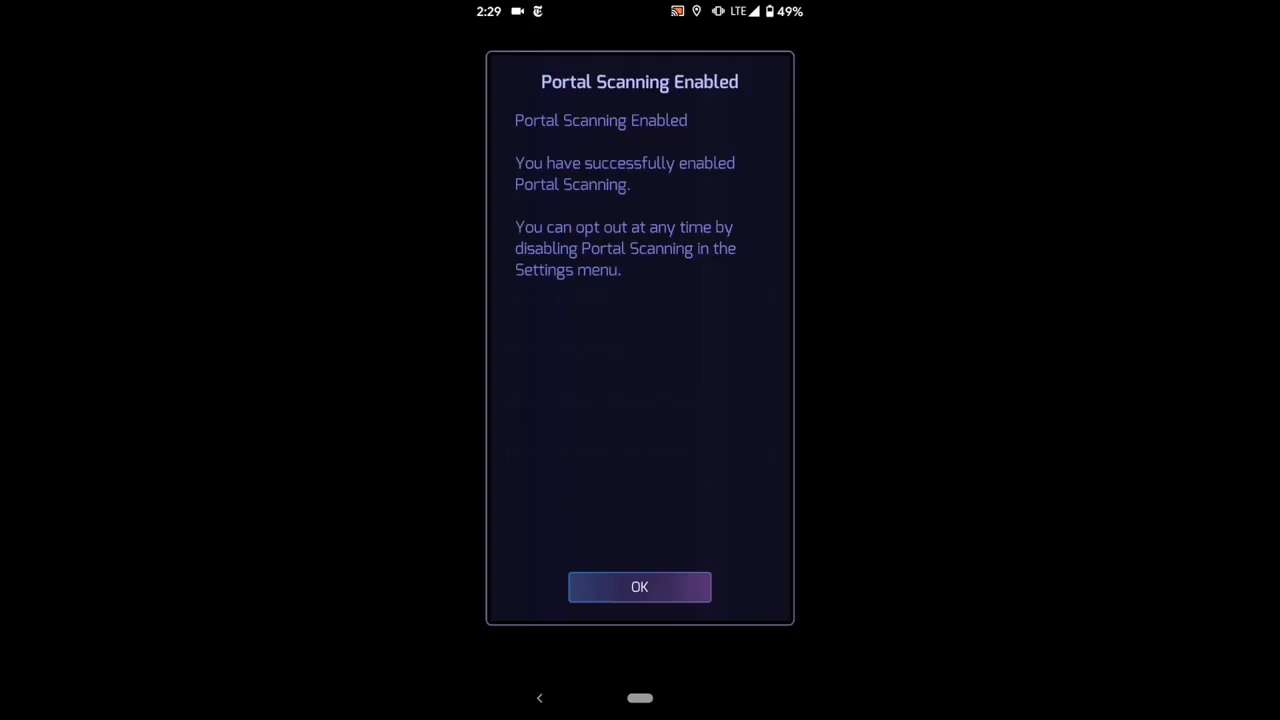 2:29 LTE 49%
Portal Scanning Enabled
Portal Scanning Enabled
You have successfully enabled
Portal Scanning.
You can opt out at any time by
disabling Portal Scanning in the
Settings menu.
OK